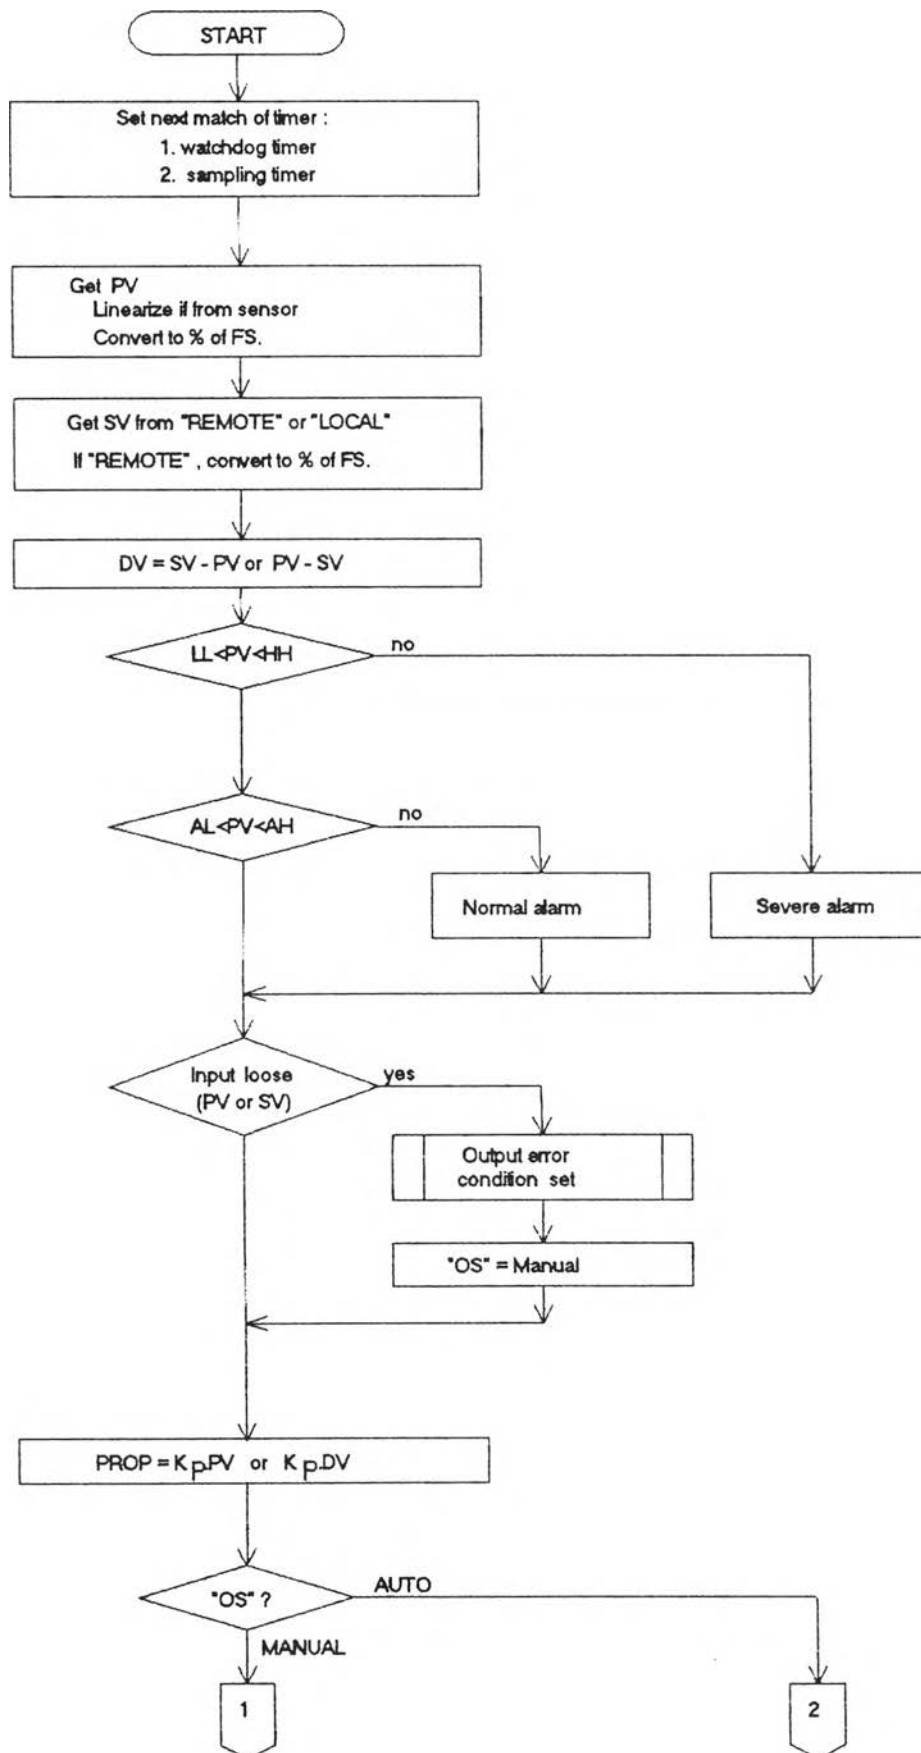 START
Set next match of timer :
1. watchdog timer
2. sampling timer
Get PV
Linearize if from sensor
Convert to % of FS.
Get SV from "REMOTE" or "LOCAL"
If "REMOTE" , convert to % of FS.
DV = SV - PV or PV - SV
LL<PV<HH
no
AL<PV<AH
no
Normal alarm
Severe alarm
Input loose
(PV or SV)
yes
Output error
condition set
"OS" = Manual
PROP = Kp.PV or Kp.DV
"OS" ?
AUTO
MANUAL
1
2